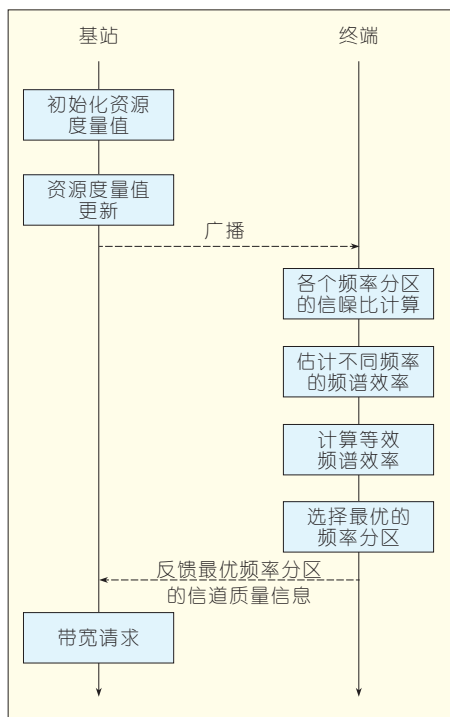 基站
终端
初始化资源
度量值
资源度量值
更新
广播
各个频率分区
的信噪比计算
估计不同频率
的频谱效率
计算等效
频谱效率
选择最优的
频率分区
反馈最优频率分区
的信道质量信息
带宽请求